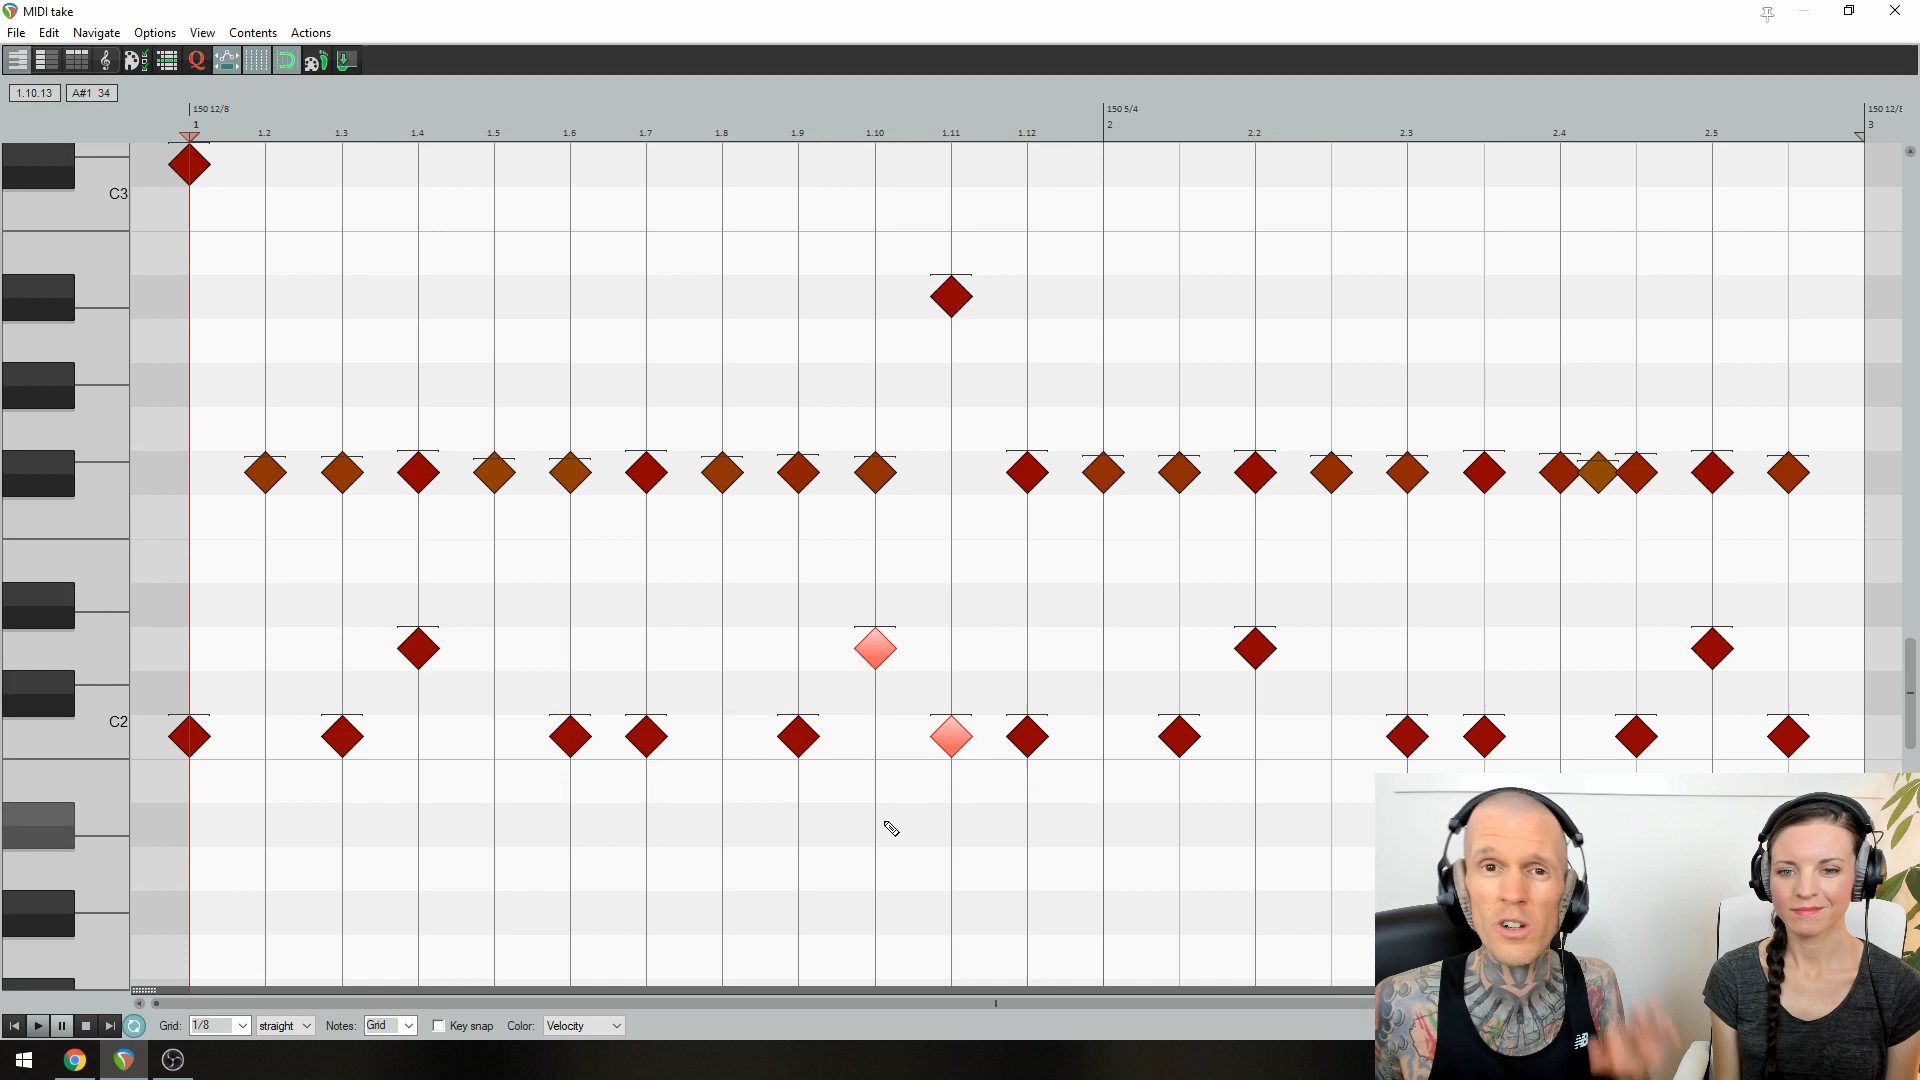 MIDI take
File Edit Navigate Options View Contents Actions
Q
1.10.13 A#1 34
150 12/8 150 5/4 150 12/8
1 1.2 1.3 1.4 1.5 1.6 1.7 1.8 1.9 1.10 1.11 1.12 2 2.2 2.3 2.4 2.5 3
C3
C2
Grid: 1/8 straight Notes: Grid Key snap Color: Velocity
NB